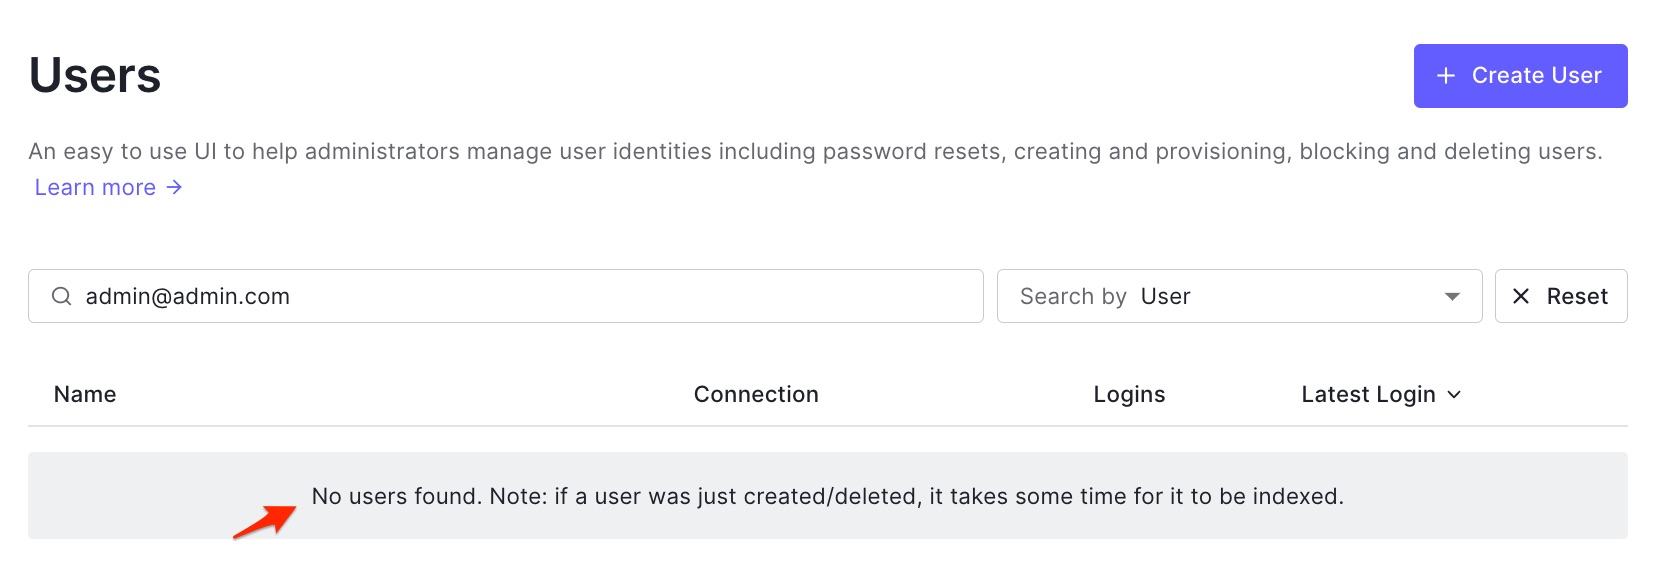 Users
+ Create User
An easy to use UI to help administrators manage user identities including password resets, creating and provisioning, blocking and deleting users.
Learn more →
admin@admin.com
Search by User
Reset
Name Connection Logins Latest Login
No users found. Note: if a user was just created/deleted, it takes some time for it to be indexed.